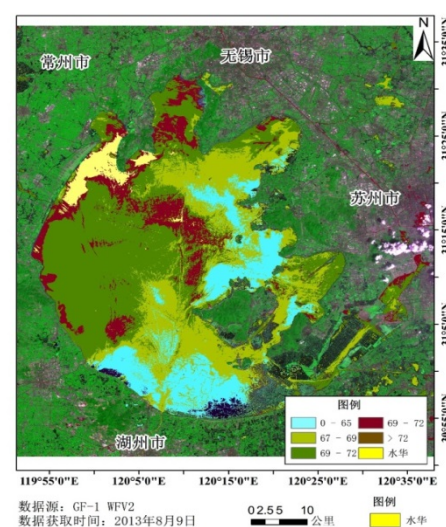 N
常州市
无锡市
苏州市
湖州市
图例
0 - 65
69 - 72
67 - 69
> 72
69 - 72
水华
119°55'0"E
120°5'0"E
120°15'0"E
120°25'0"E
120°35'0"E
数据源：GF-1 WFV2
数据获取时间：2013年8月9日
0 2.5 5 10
公里
图例
水华